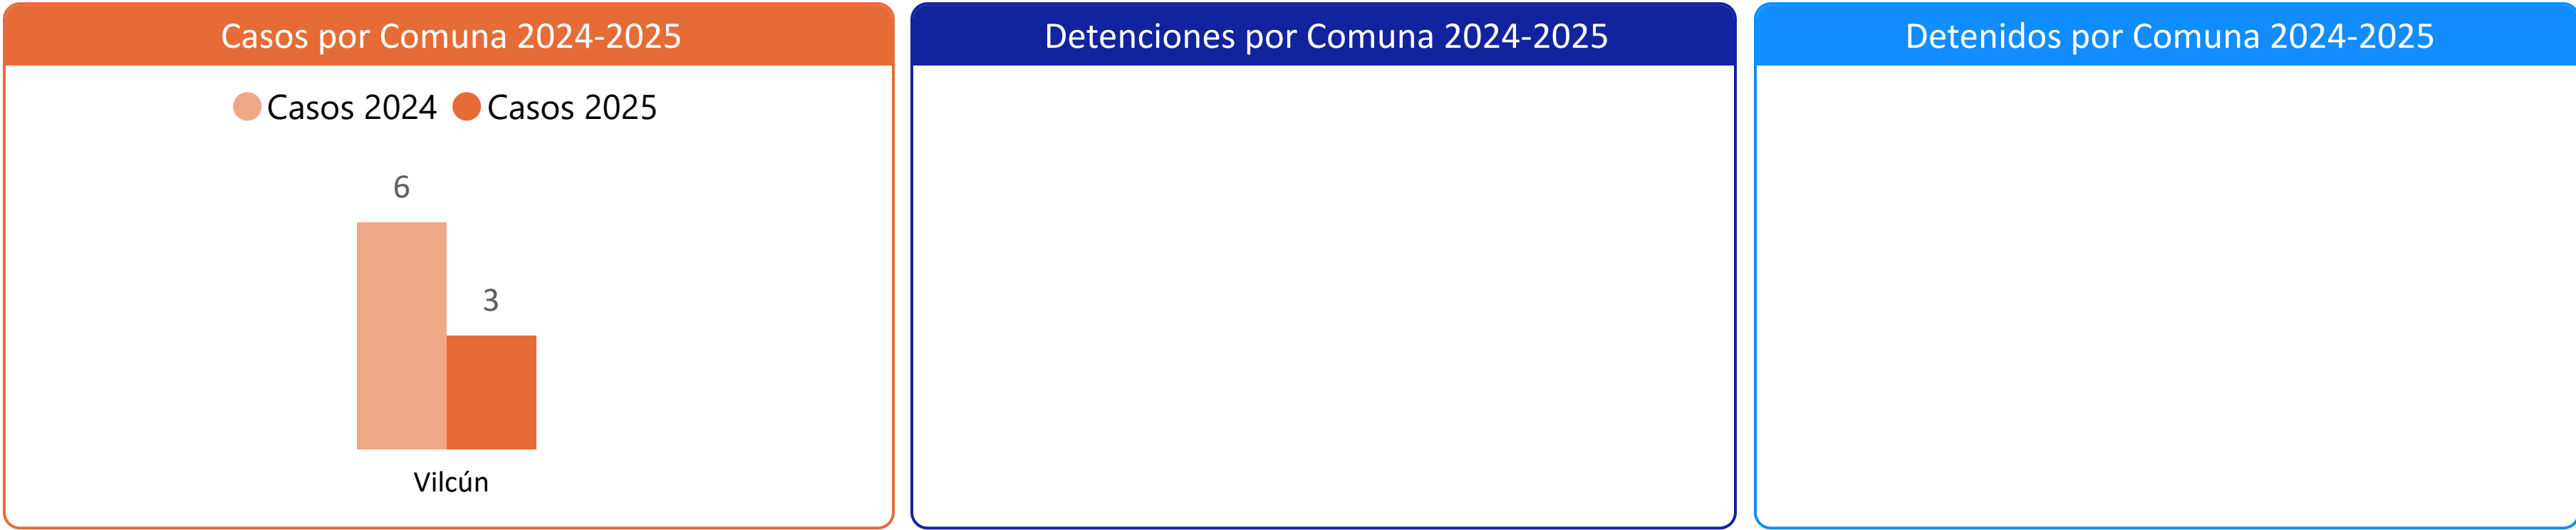 Casos por Comuna 2024-2025
Casos 2024 Casos 2025
6
3
Vilcún
Detenciones por Comuna 2024-2025
Detenidos por Comuna 2024-2025